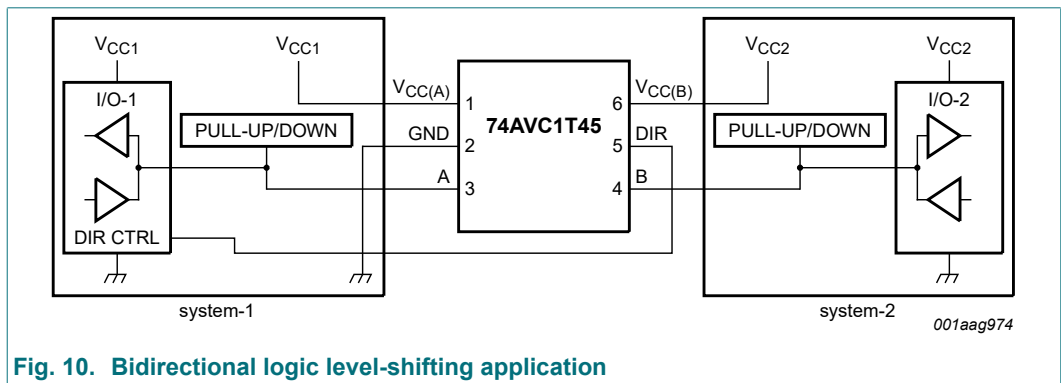 VCC1
VCC1
I/O-1
PULL-UP/DOWN
DIR CTRL
system-1
VCC(A)
GND
A
1
2
3
74AVC1T45
6
5
4
VCC(B)
DIR
B
VCC2
VCC2
PULL-UP/DOWN
I/O-2
system-2
001aag974
Fig. 10. Bidirectional logic level-shifting application